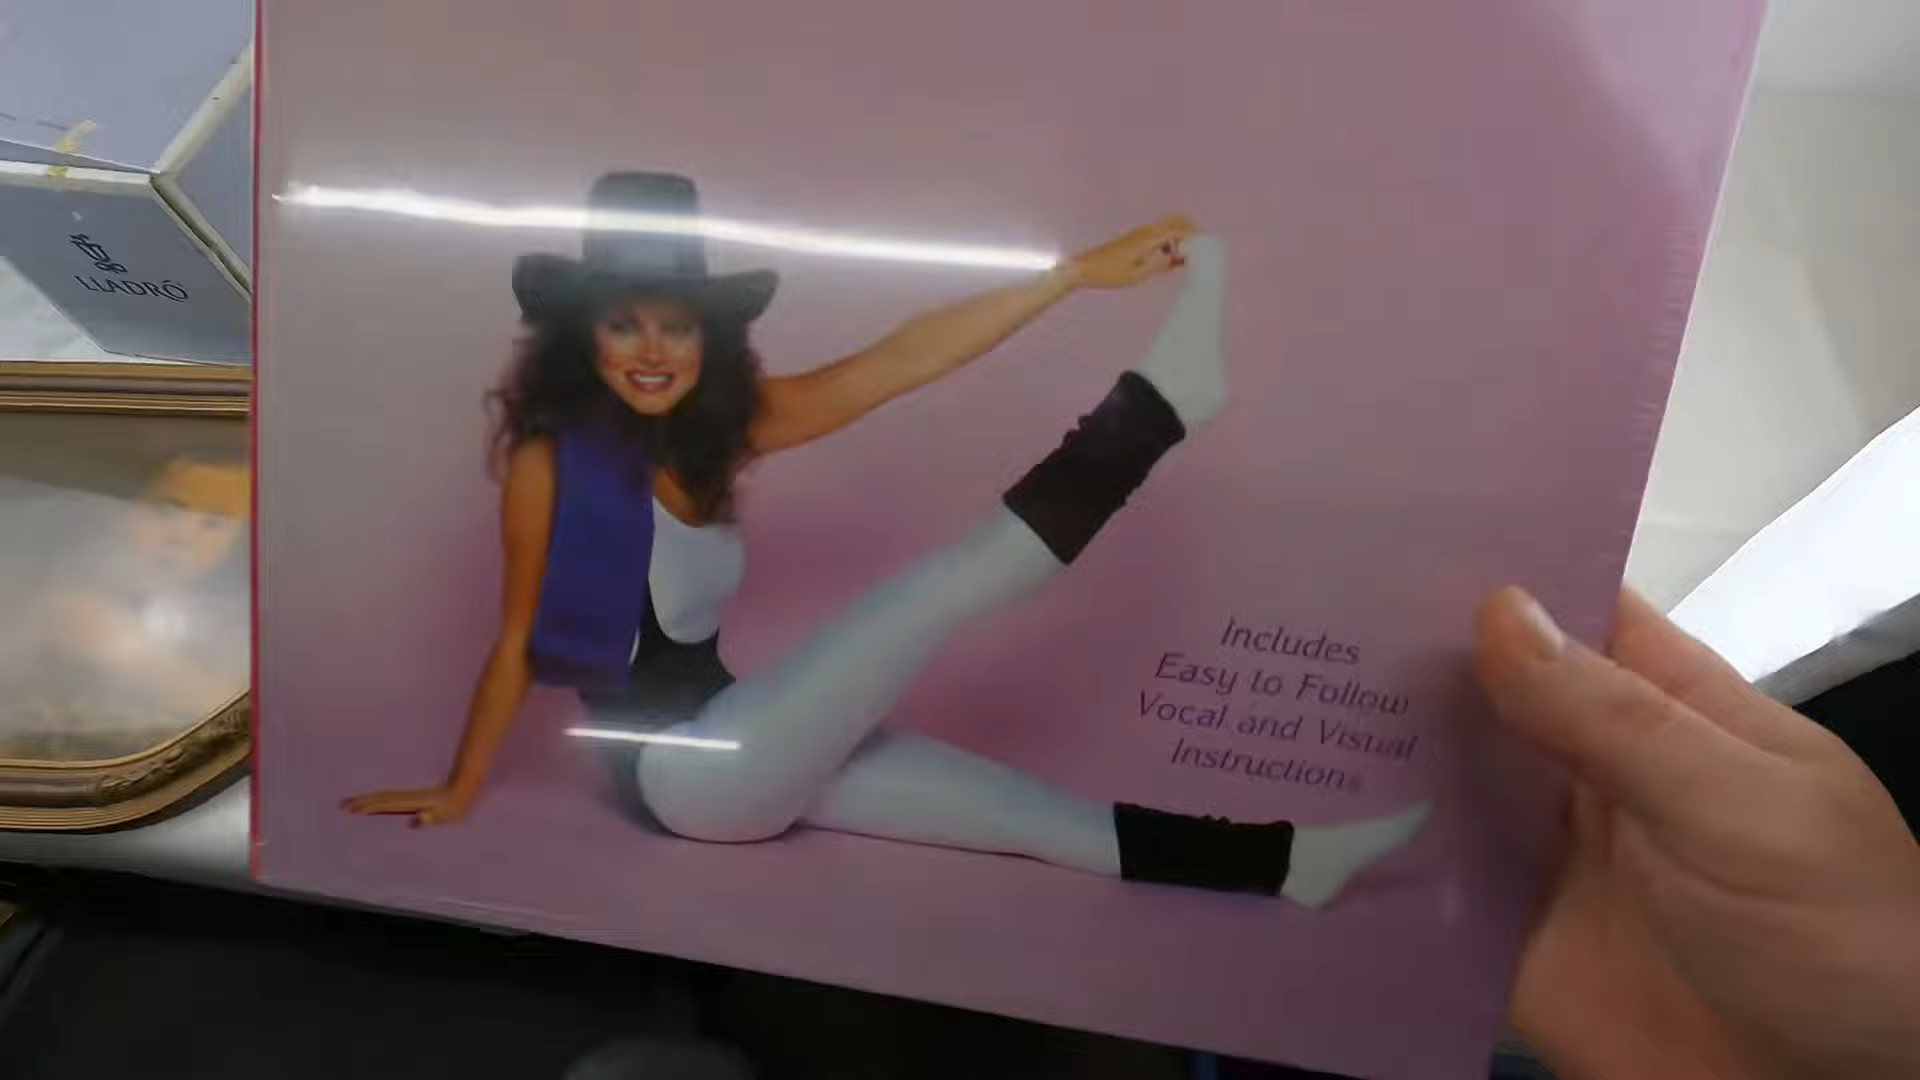 LLADRÓ
Includes
Easy to Follow
Vocal and Visual
Instructions